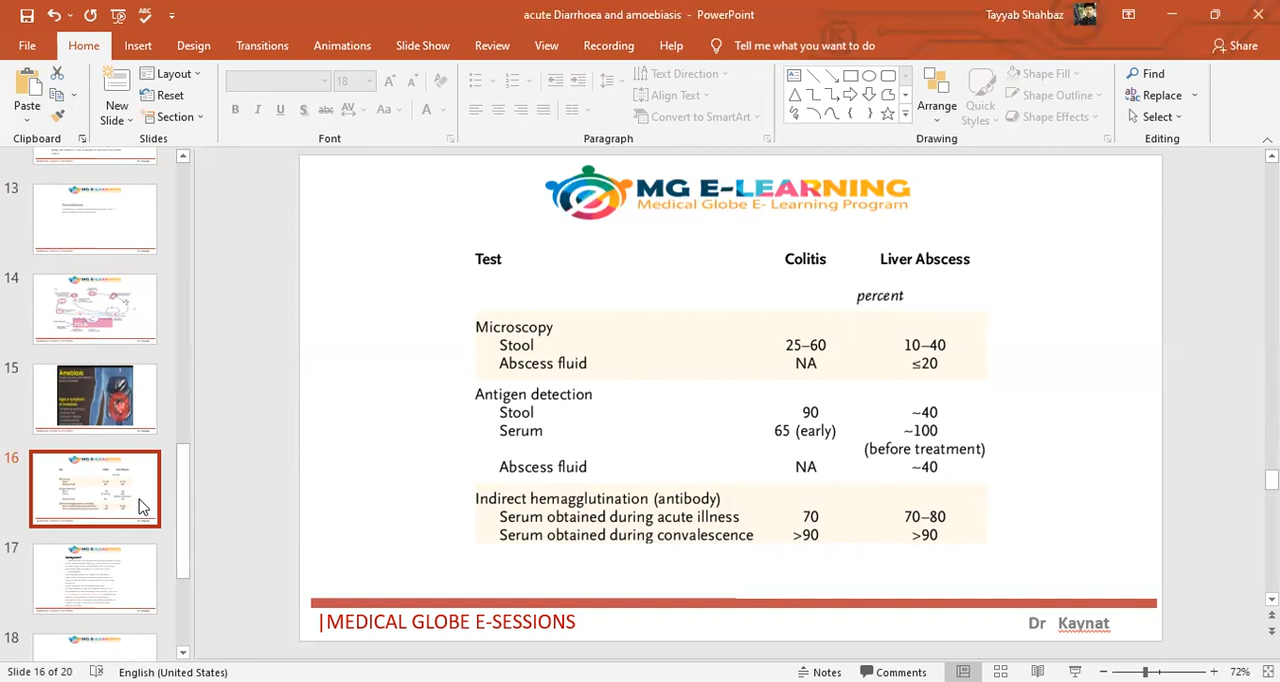 acute Diarrhoea and amoebiasis - PowerPoint
Tayyab Shahbaz
File Home Insert Design Transitions Animations Slide Show Review View Recording Help Tell me what you want to do Share
Paste
New Slide
Layout
Reset
Section
18
Text Direction
Align Text
Convert to SmartArt
Arrange
Quick Styles
Shape Fill
Shape Outline
Shape Effects
Find
Replace
Select
Clipboard Slides Font Paragraph Drawing Editing
13
14
15
Amoebiasis
16
17
18
MG E-LEARNING
Medical Globe E- Learning Program
Test Colitis Liver Abscess
percent
Microscopy
Stool 25–60 10–40
Abscess fluid NA ≤20
Antigen detection
Stool 90 ~40
Serum 65 (early) ~100
(before treatment)
Abscess fluid NA ~40
Indirect hemagglutination (antibody)
Serum obtained during acute illness 70 70–80
Serum obtained during convalescence >90 >90
|MEDICAL GLOBE E-SESSIONS
Dr Kaynat
Slide 16 of 20 English (United States) Notes Comments 72%